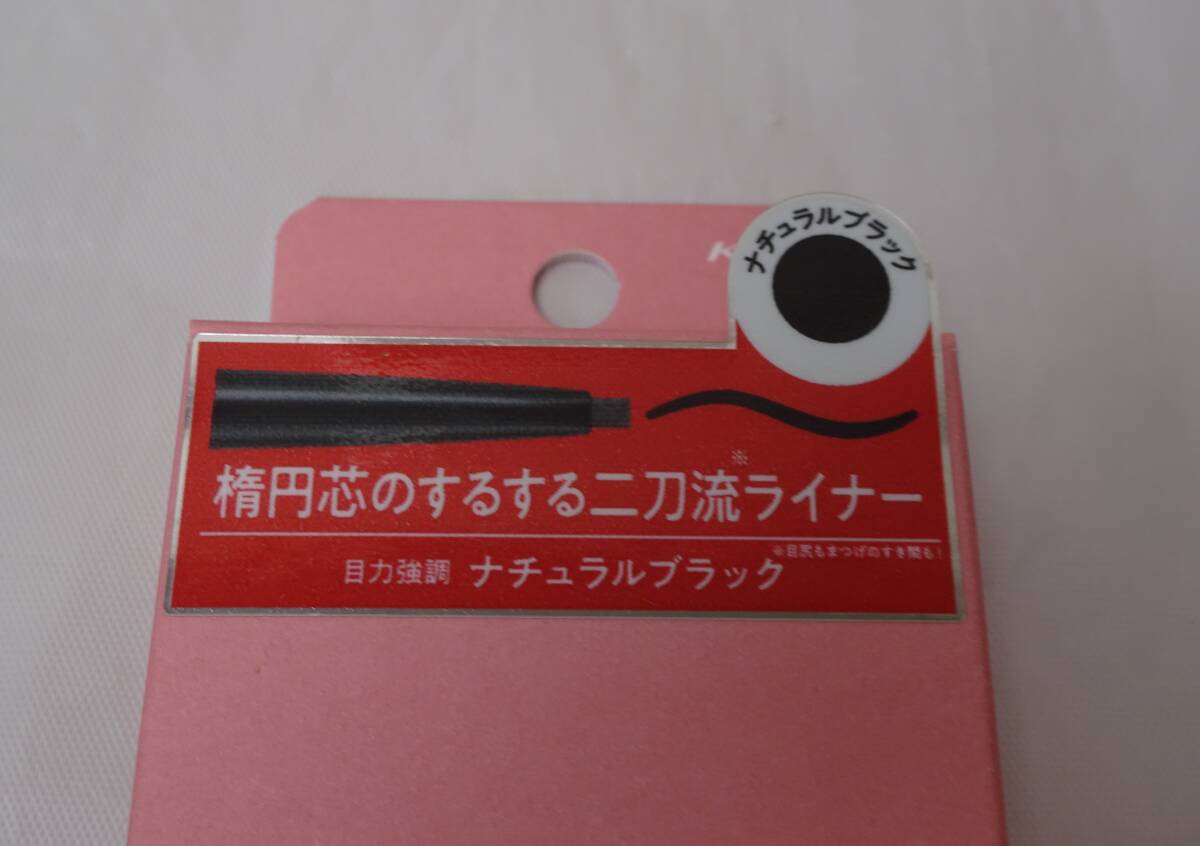 ナチュラルブラック
楕円芯のするする二刀流※ライナー
※目尻もまつげのすき間も!
目力強調 ナチュラルブラック